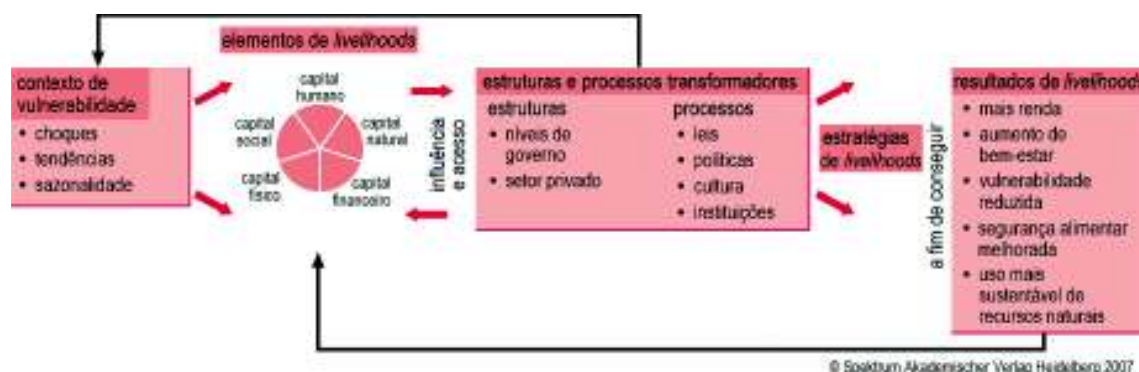 elementos de livelihoods
contexto de
vulnerabilidade
• choques
• tendências
• sazonalidade
capital
humano
capital
social
capital
natural
capital
físico
capital
financeiro
influência
e acesso
estruturas e processos transformadores
estruturas
• níveis de
governo
• setor privado
processos
• leis
• políticas
• cultura
• instituições
estratégias
de livelihoods
a fim de conseguir
resultados de livelihoods
• mais renda
• aumento de
bem-estar
• vulnerabilidade
reduzida
• segurança alimentar
melhorada
• uso mais
sustentável de
recursos naturais
© Spektrum Akademischer Verlag Heidelberg 2007